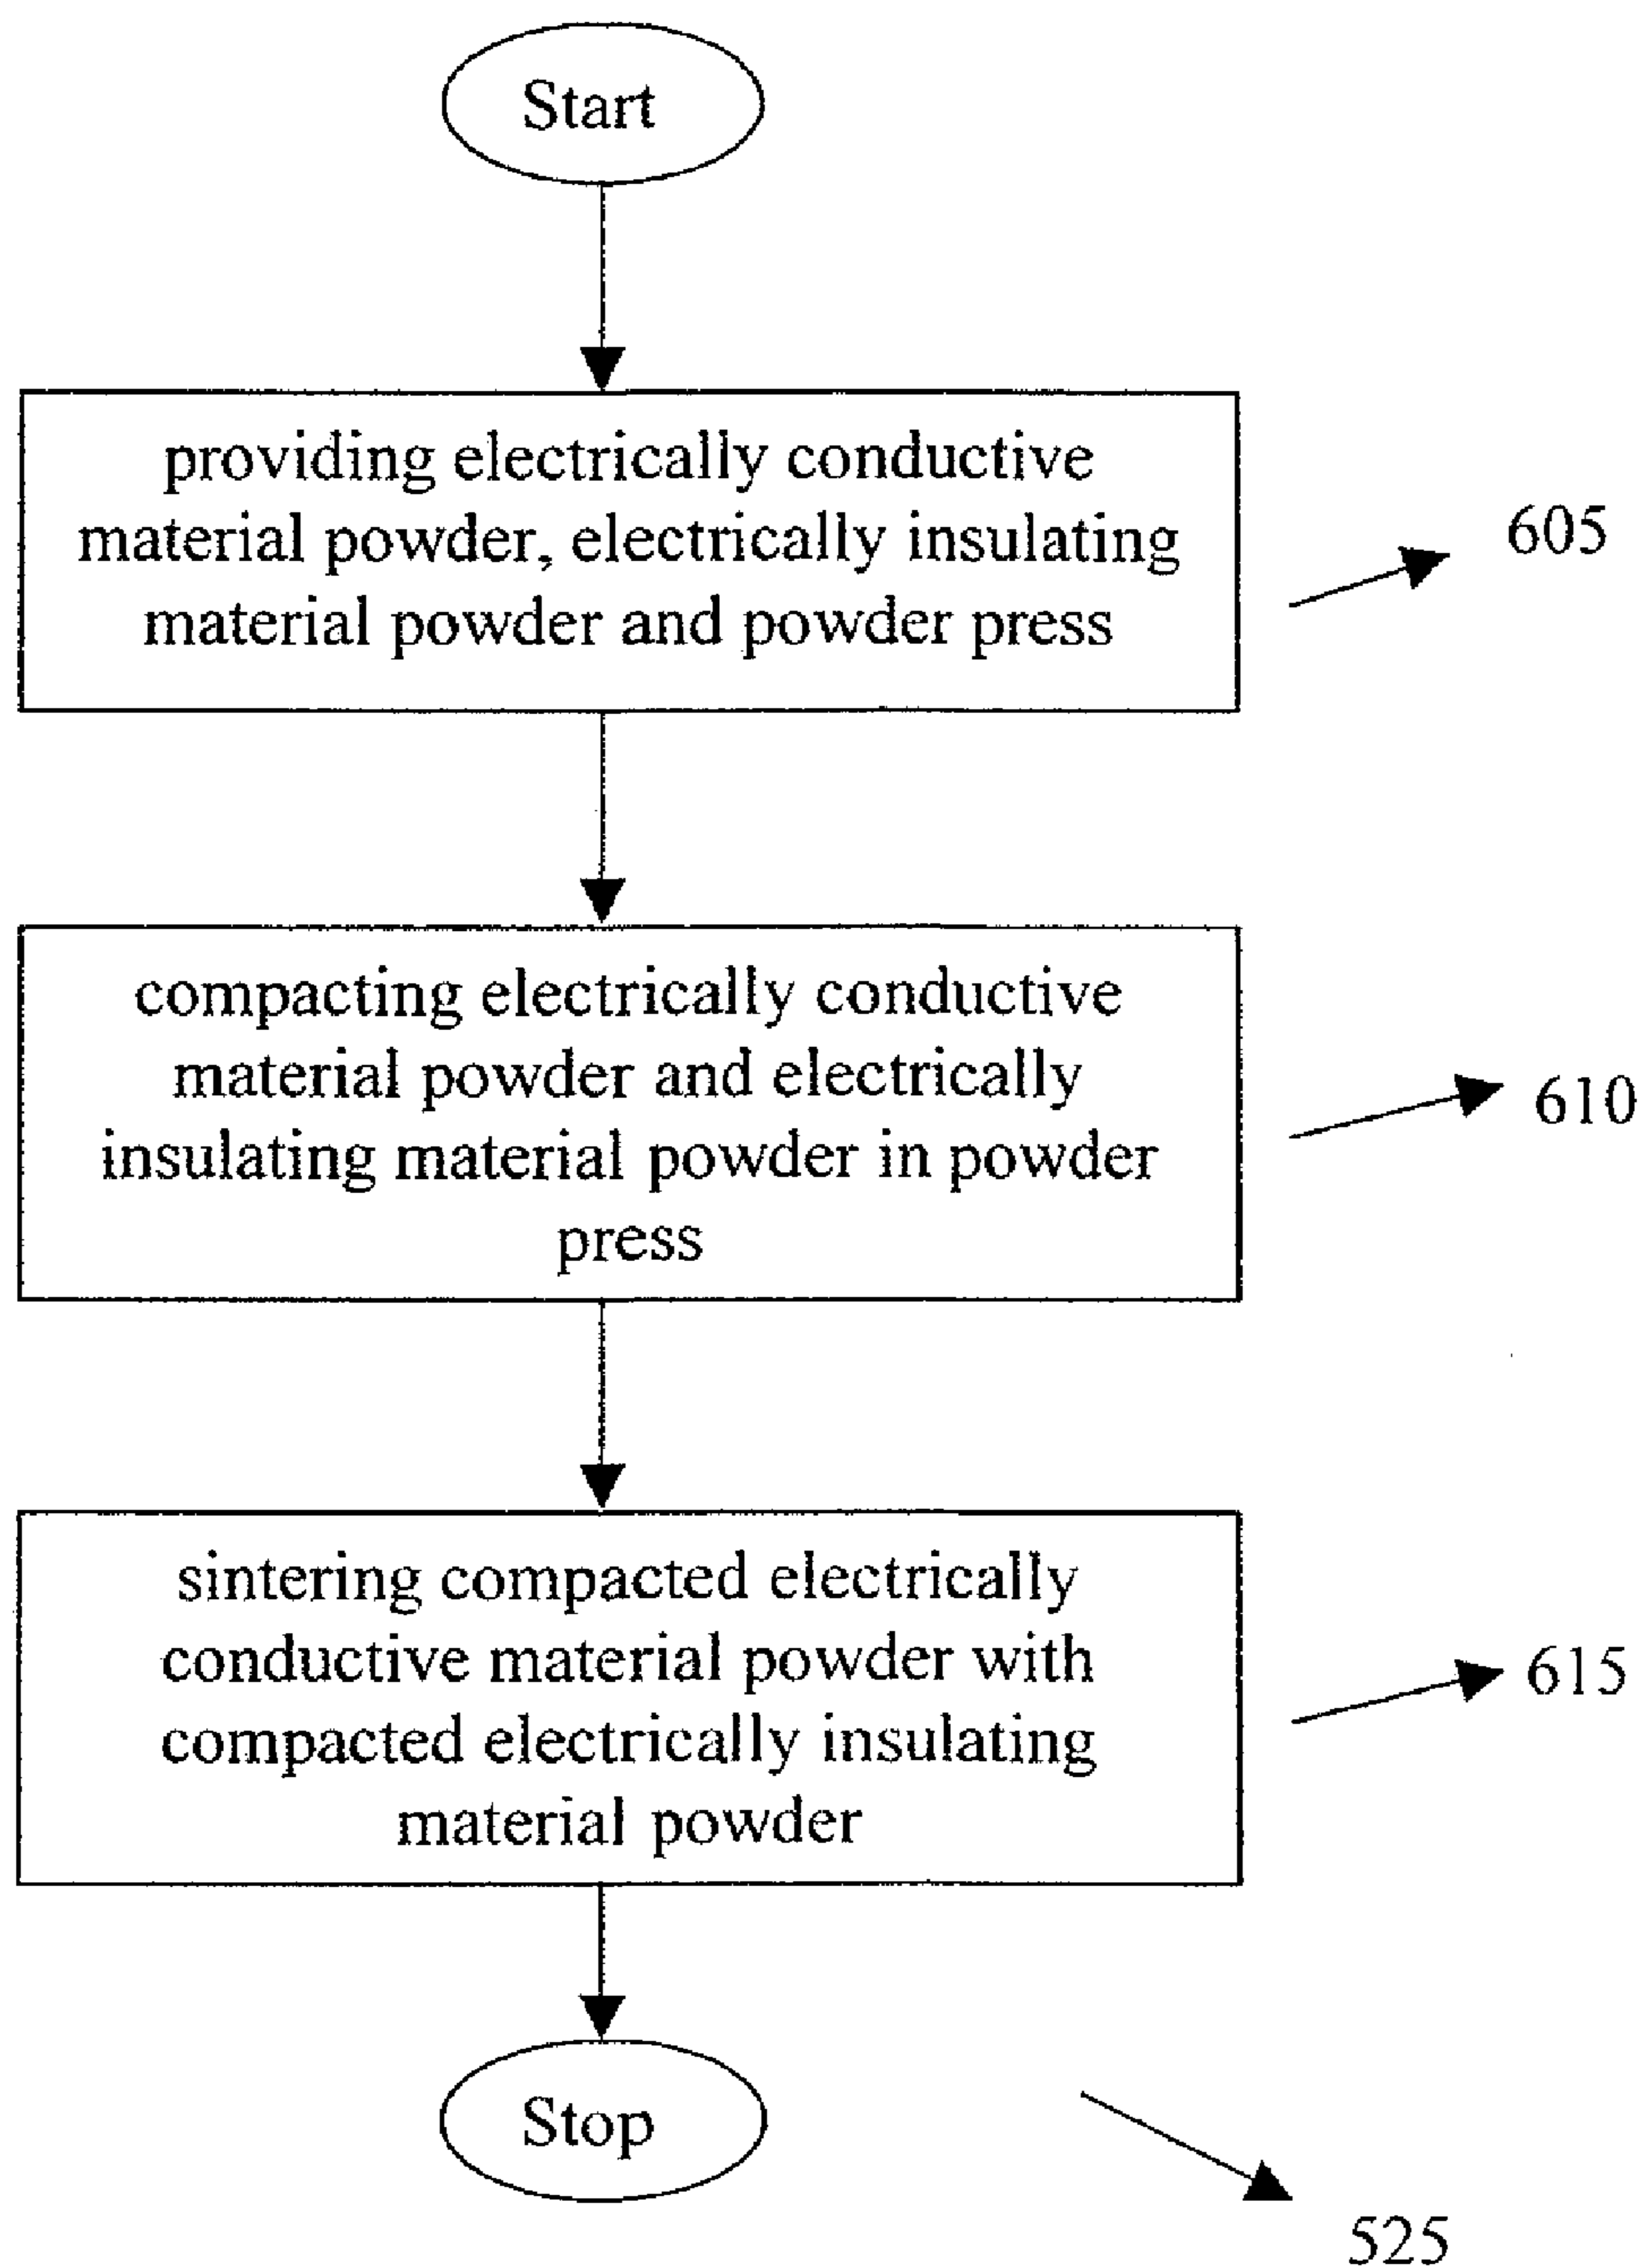 Start
providing electrically conductive
material powder, electrically insulating
material powder and powder press
605
compacting electrically conductive
material powder and electrically
insulating material powder in powder
press
610
sintering compacted electrically
conductive material powder with
compacted electrically insulating
material powder
615
Stop
525